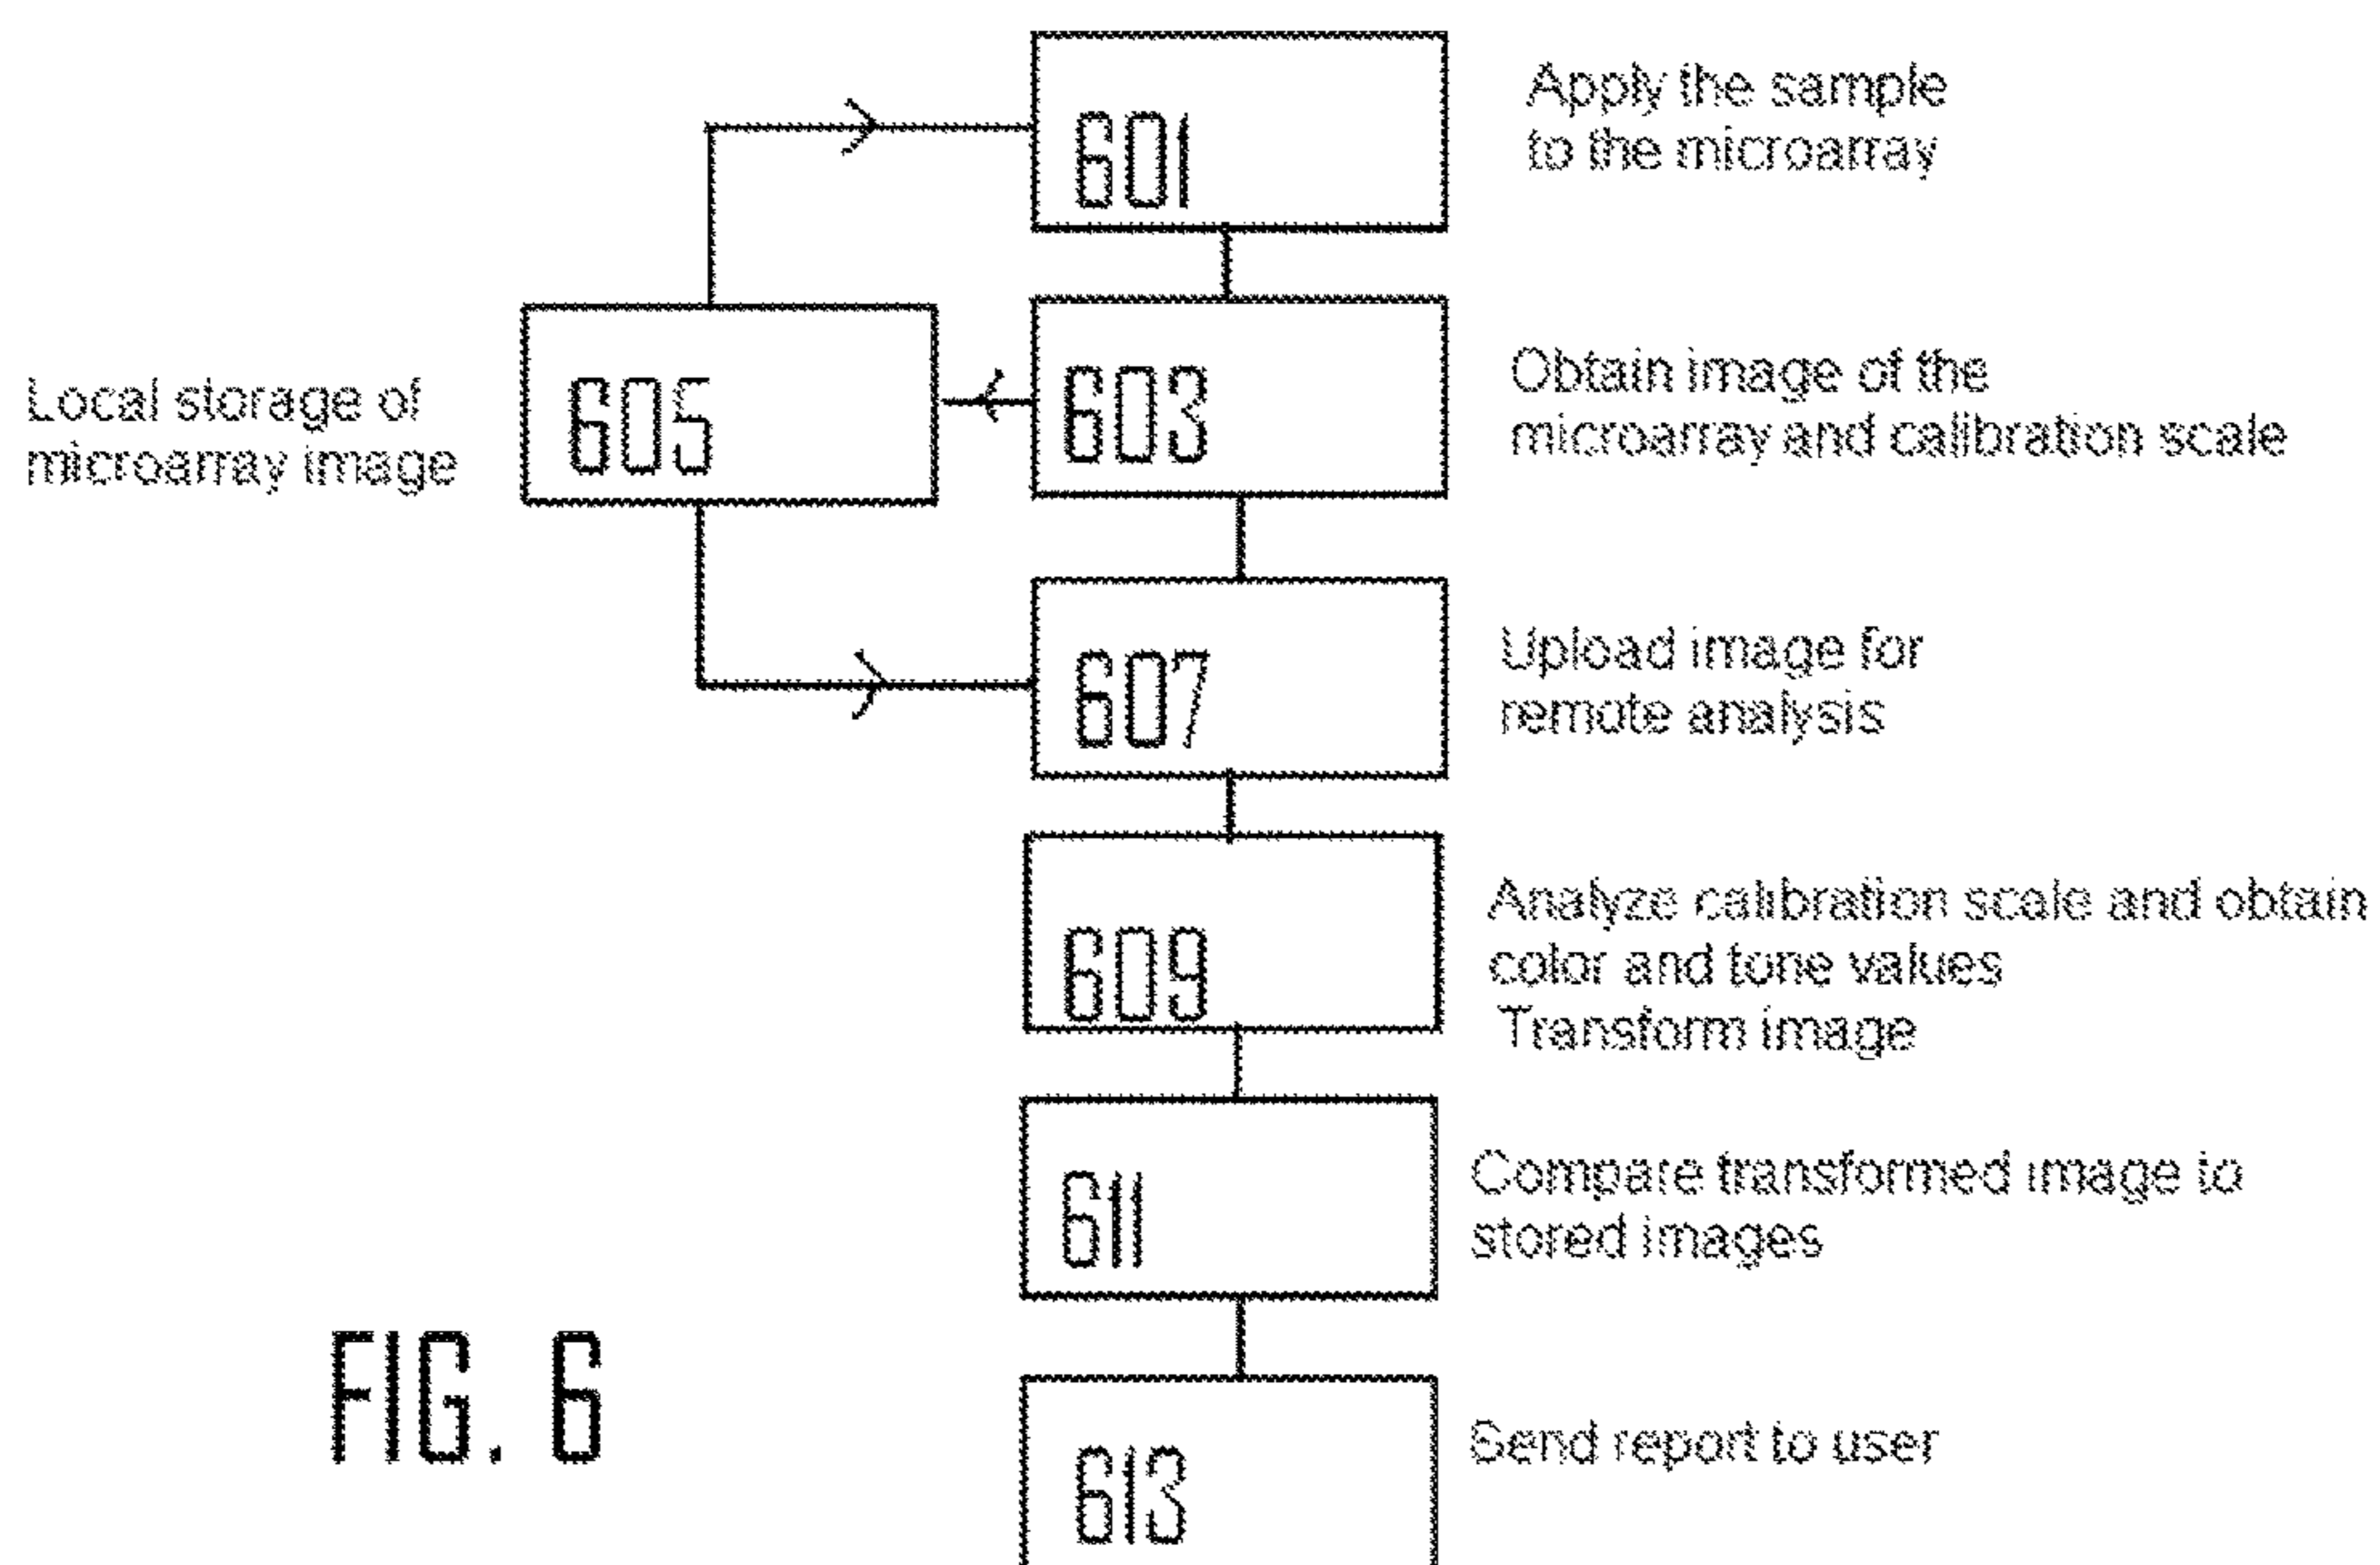 601
Apply the sample
to the microarray
Local storage of
microarray image
605
603
Obtain image of the
microarray and calibration scale
607
Upload image for
remote analysis
609
Analyze calibration scale and obtain
color and tone values
Transform image
611
Compare transformed image to
stored images
613
Send report to user
FIG. 6